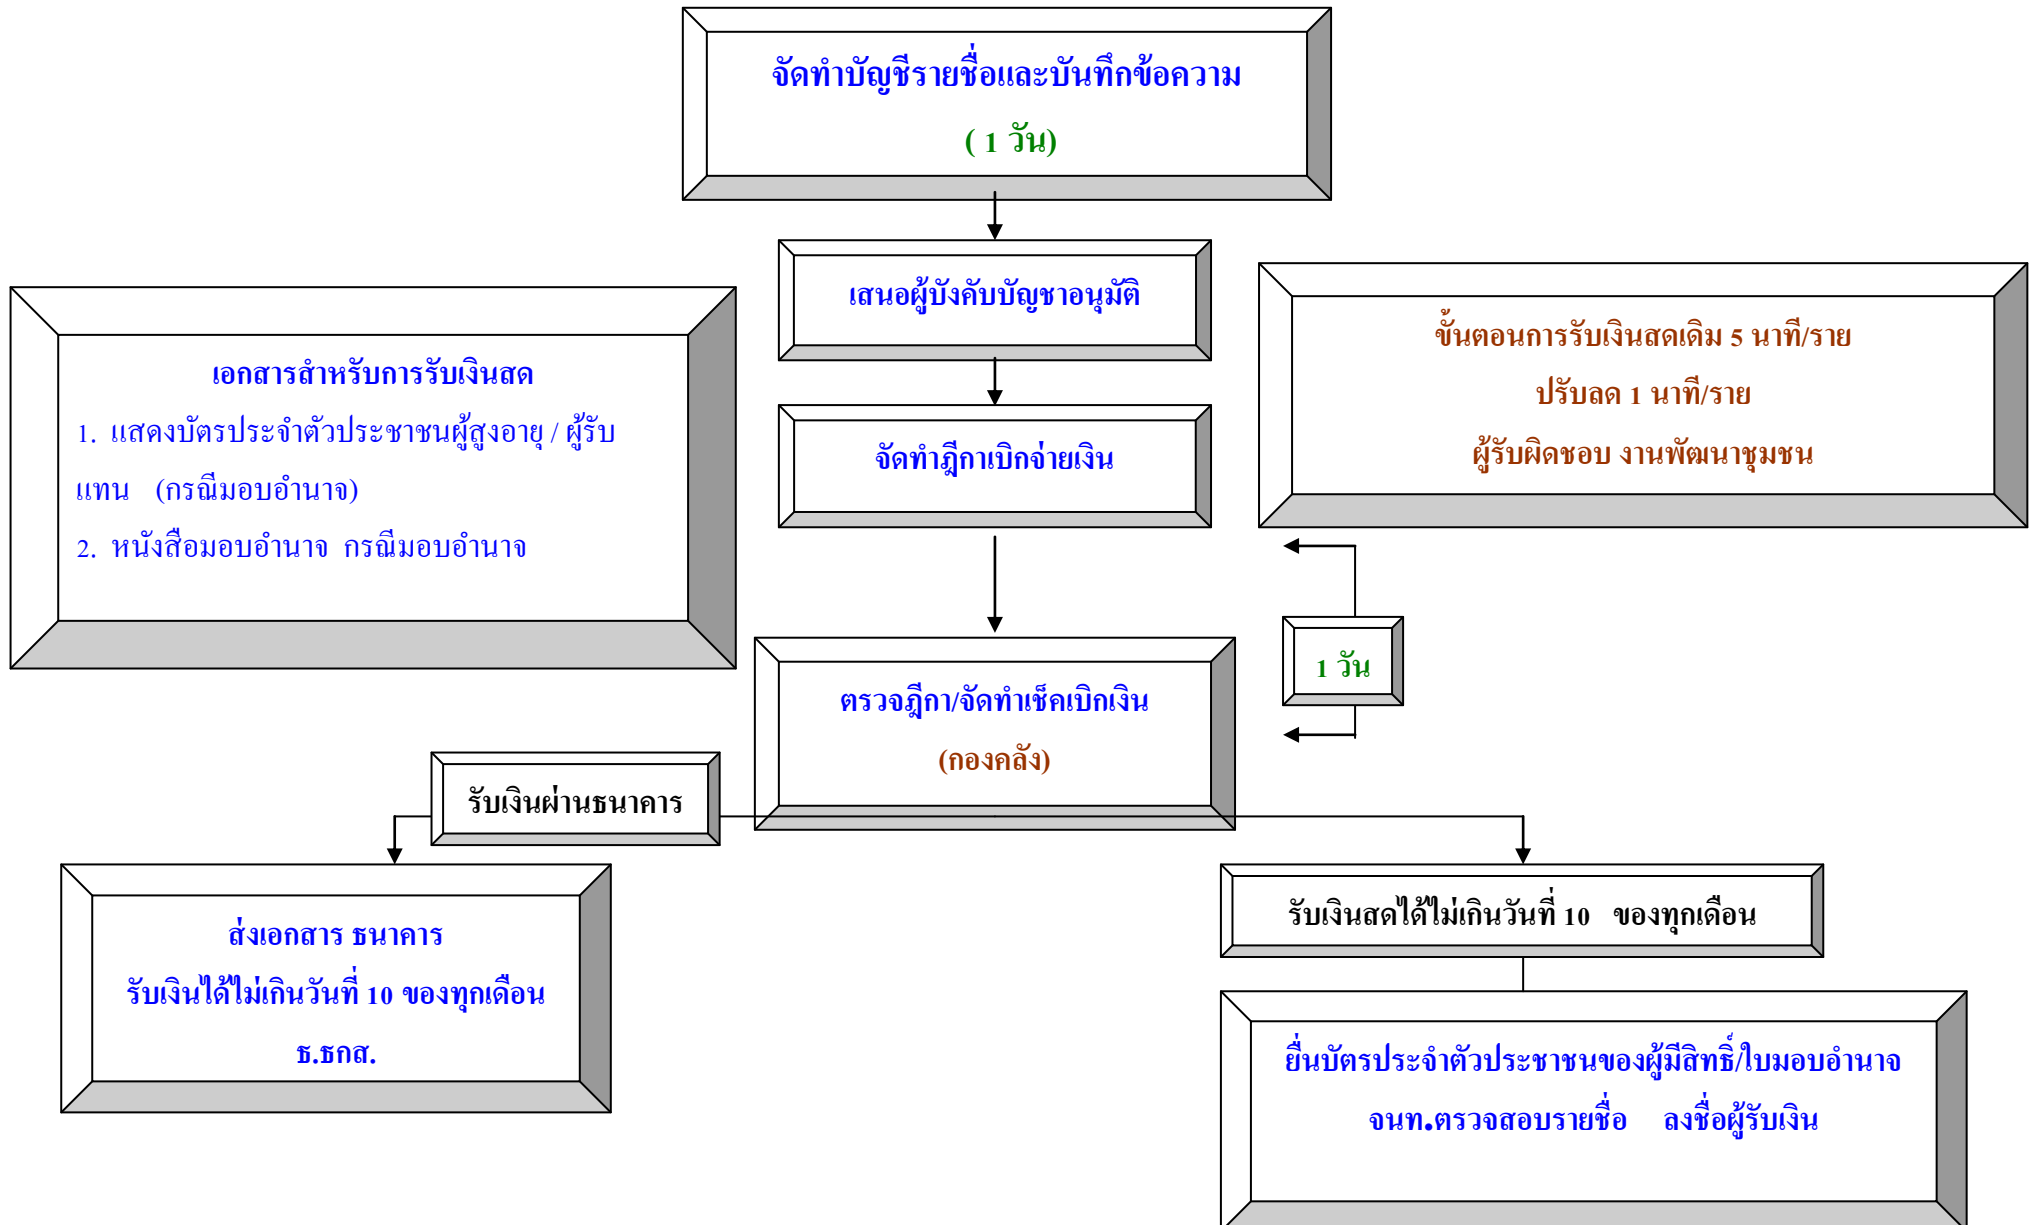 จัดทำบัญชีรายชื่อและบันทึกข้อความ
( 1 วัน)
เสนอผู้บังคับบัญชาอนุมัติ
เอกสารสำหรับการรับเงินสด
1. แสดงบัตรประจำตัวประชาชนผู้สูงอายุ / ผู้รับ
แทน (กรณีมอบอำนาจ)
2. หนังสือมอบอำนาจ กรณีมอบอำนาจ
ขั้นตอนการรับเงินสดเดิม 5 นาที/ราย
ปรับลด 1 นาที/ราย
ผู้รับผิดชอบ งานพัฒนาชุมชน
จัดทำฎีกาเบิกจ่ายเงิน
1 วัน
ตรวจฎีกา/จัดทำเช็คเบิกเงิน
(กองคลัง)
รับเงินผ่านธนาคาร
ส่งเอกสาร ธนาคาร
รับเงินได้ไม่เกินวันที่ 10 ของทุกเดือน
ธ.ธกส.
รับเงินสดได้ไม่เกินวันที่ 10 ของทุกเดือน
ยื่นบัตรประจำตัวประชาชนของผู้มีสิทธิ์/ใบมอบอำนาจ
จนท.ตรวจสอบรายชื่อ ลงชื่อผู้รับเงิน